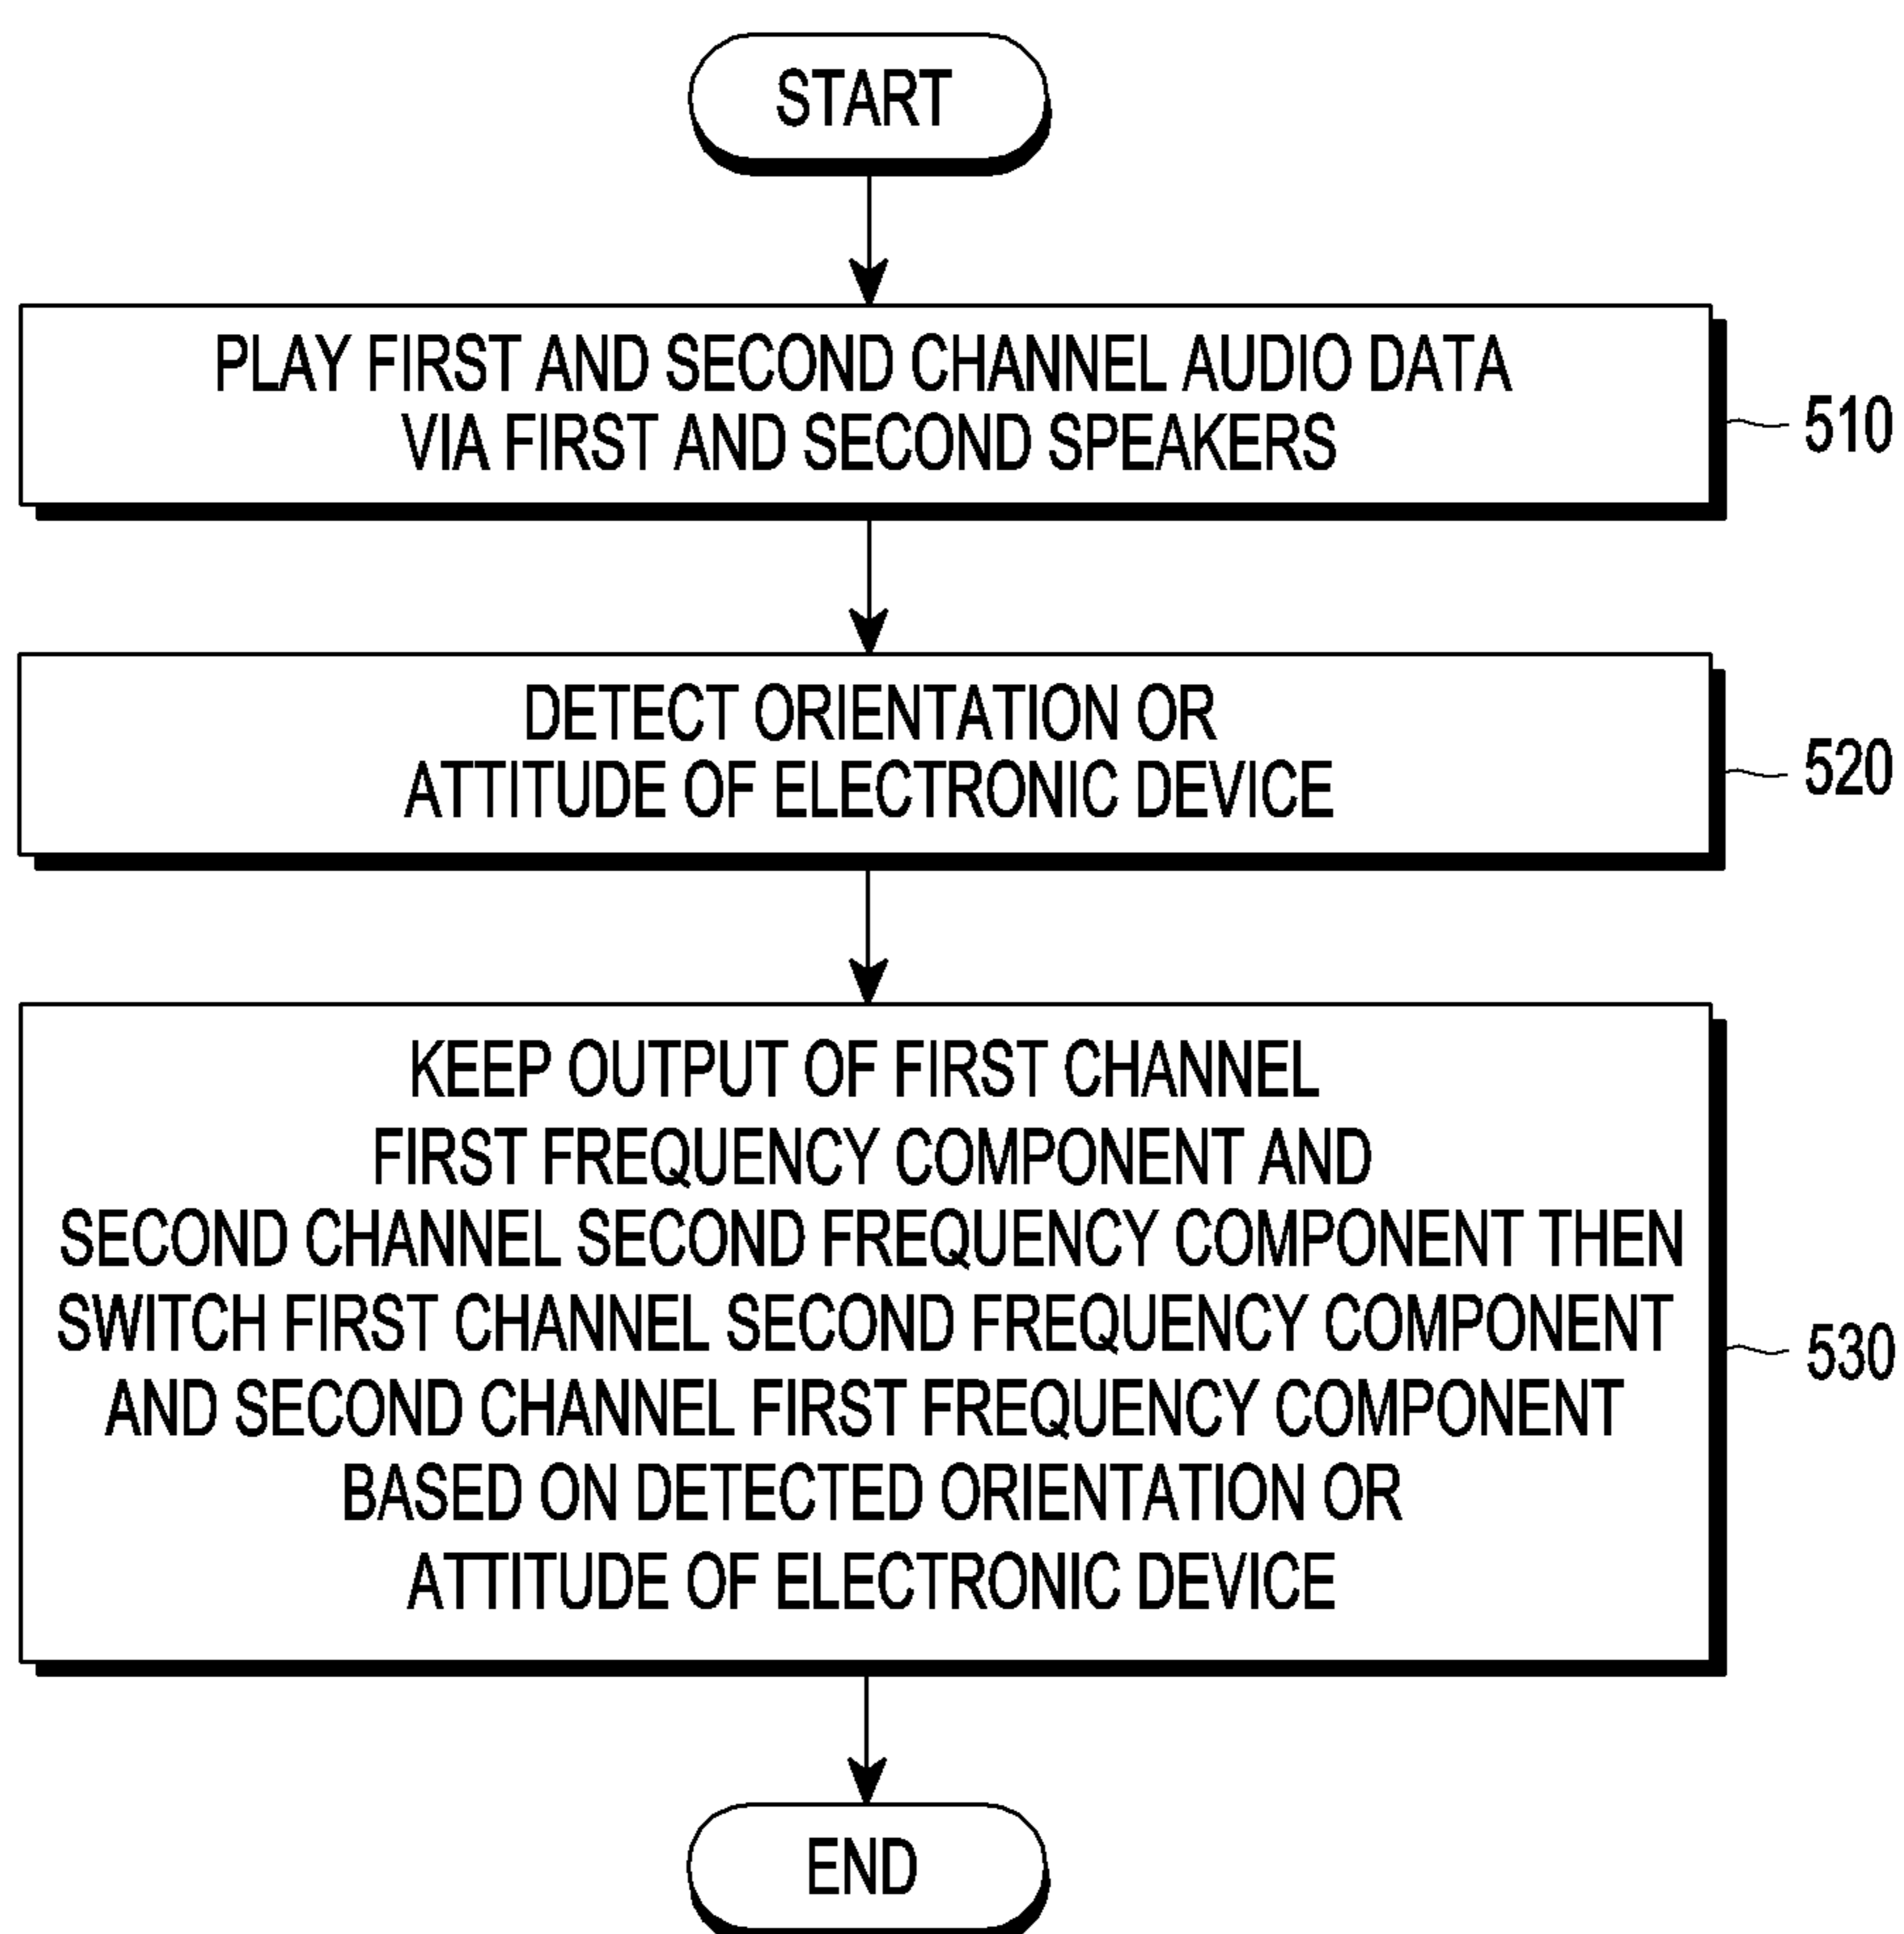 START
PLAY FIRST AND SECOND CHANNEL AUDIO DATA
VIA FIRST AND SECOND SPEAKERS
510
DETECT ORIENTATION OR
ATTITUDE OF ELECTRONIC DEVICE
520
KEEP OUTPUT OF FIRST CHANNEL
FIRST FREQUENCY COMPONENT AND
SECOND CHANNEL SECOND FREQUENCY COMPONENT THEN
SWITCH FIRST CHANNEL SECOND FREQUENCY COMPONENT
AND SECOND CHANNEL FIRST FREQUENCY COMPONENT
BASED ON DETECTED ORIENTATION OR
ATTITUDE OF ELECTRONIC DEVICE
530
END